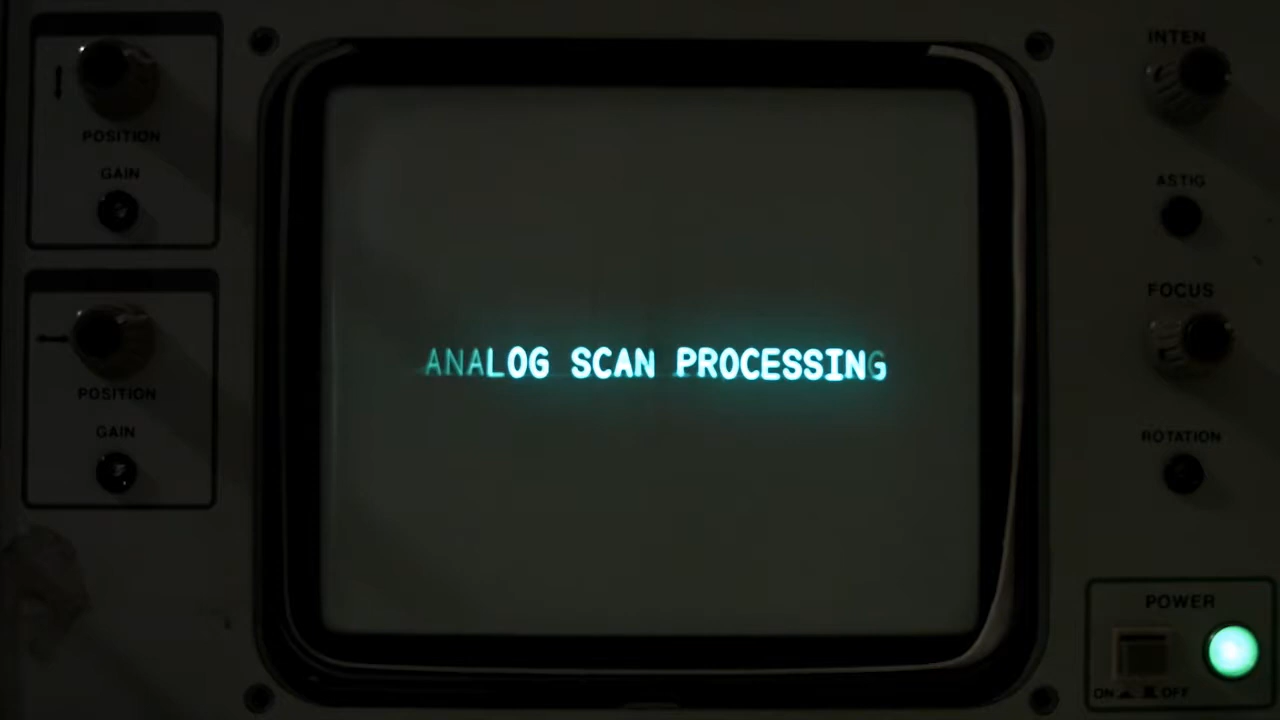 INTEN
POSITION
GAIN
ASTIG
FOCUS
ANALOG SCAN PROCESSING
POSITION
GAIN
ROTATION
POWER
ON OFF